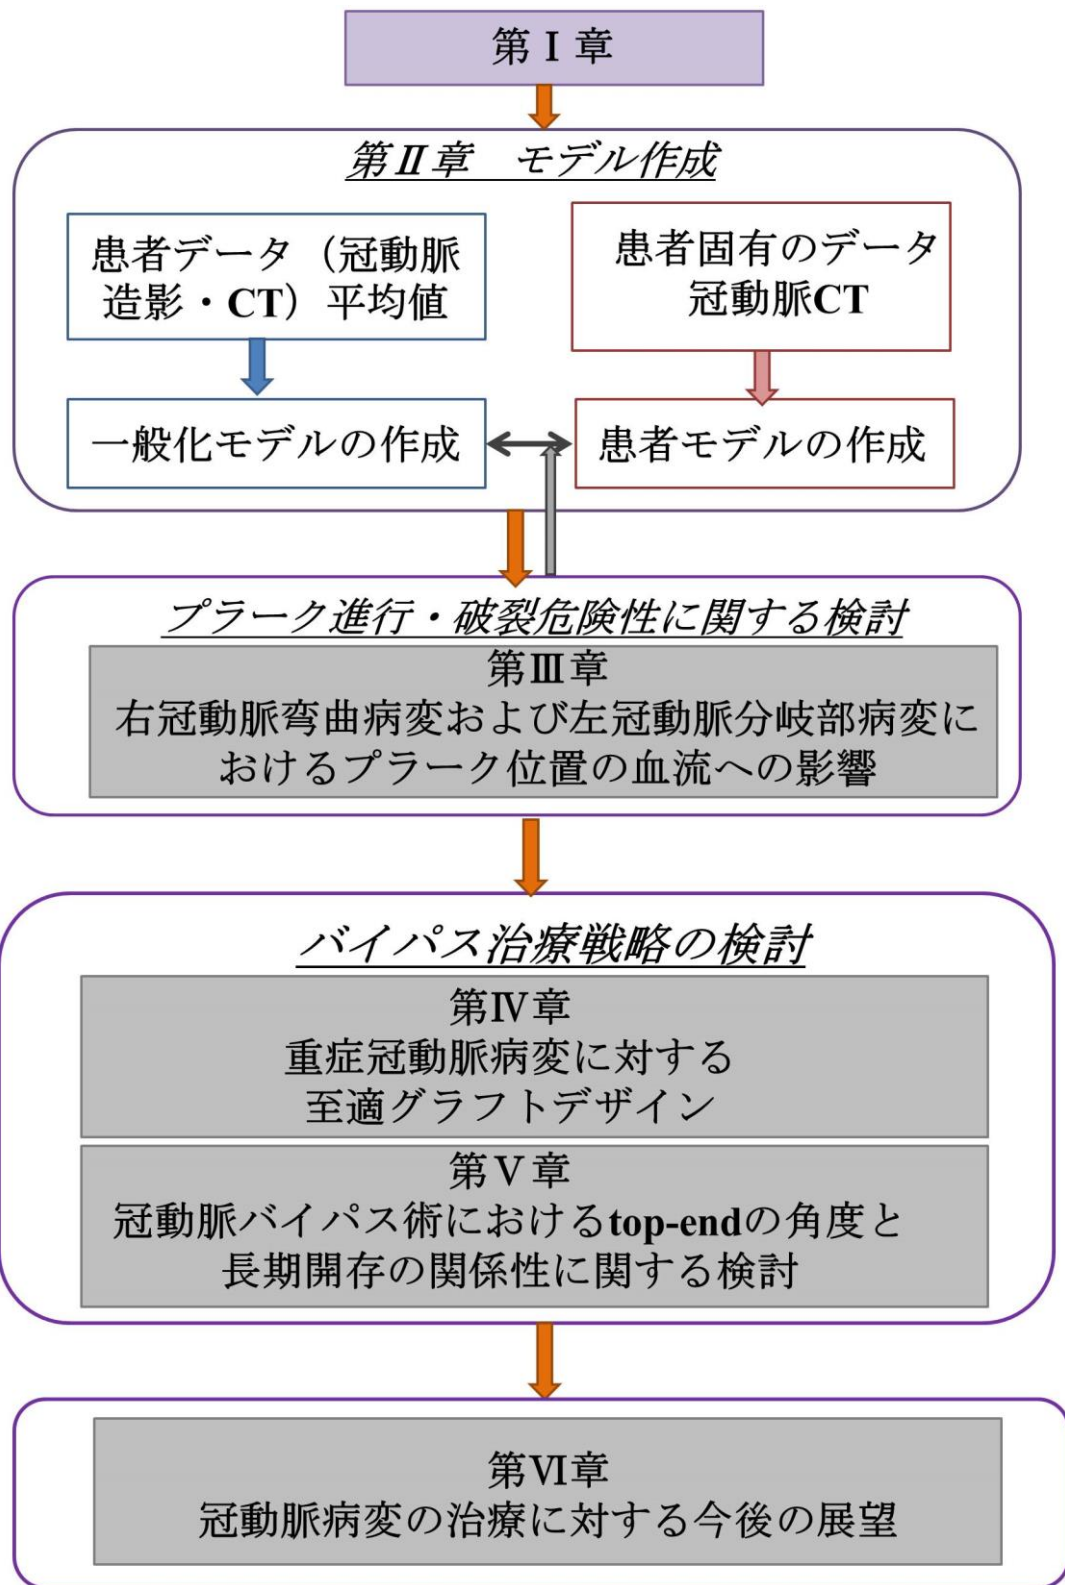 第Ⅰ章
第Ⅱ章　モデル作成
患者データ（冠動脈
造影・CT）平均値
患者固有のデータ
冠動脈CT
一般化モデルの作成
患者モデルの作成
プラーク進行・破裂危険性に関する検討
第Ⅲ章
右冠動脈弯曲病変および左冠動脈分岐部病変に
おけるプラーク位置の血流への影響
バイパス治療戦略の検討
第Ⅳ章
重症冠動脈病変に対する
至適グラフトデザイン
第Ⅴ章
冠動脈バイパス術におけるtop-endの角度と
長期開存の関係性に関する検討
第Ⅵ章
冠動脈病変の治療に対する今後の展望